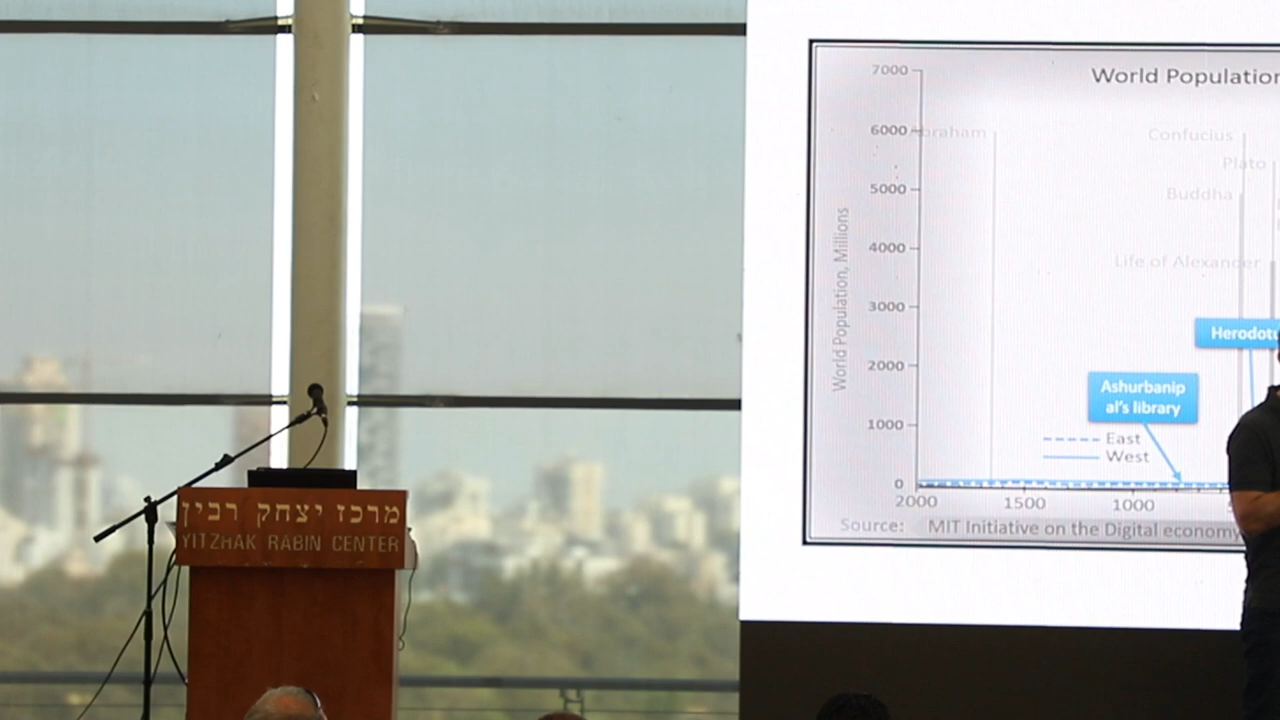 מרכז יצחק רבין
YITZHAK RABIN CENTER
World Population
7000
6000
5000
4000
3000
2000
1000
0
World Population, Millions
Abraham
Confucius
Plato
Buddha
Life of Alexander
Herodotu
Ashurbanip
al's library
East
West
2000
1500
1000
Source: MIT Initiative on the Digital economy